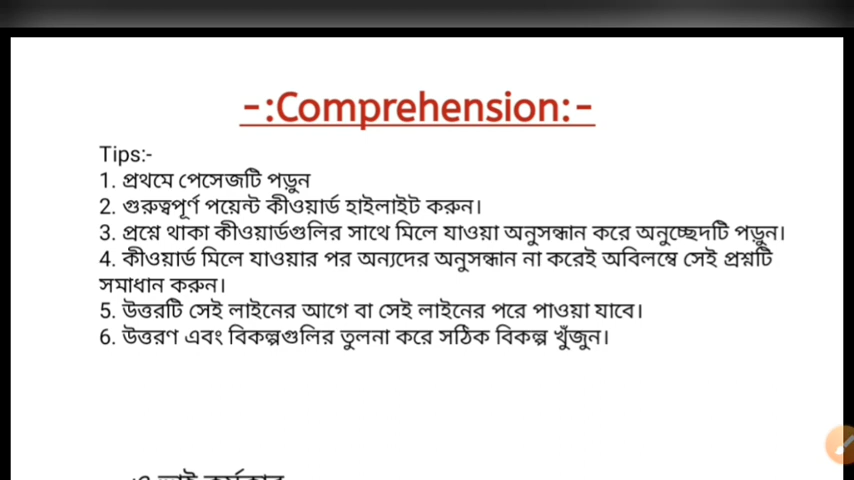 -:Comprehension:-
Tips:-
1. প্রথমে পেসেজটি পড়ুন
2. গুরুত্বপূর্ণ পয়েন্ট কীওয়ার্ড হাইলাইট করুন।
3. প্রশ্নে থাকা কীওয়ার্ডগুলির সাথে মিলে যাওয়া অনুসন্ধান করে অনুচ্ছেদটি পড়ুন।
4. কীওয়ার্ড মিলে যাওয়ার পর অন্যদের অনুসন্ধান না করেই অবিলম্বে সেই প্রশ্নটি
সমাধান করুন।
5. উত্তরটি সেই লাইনের আগে বা সেই লাইনের পরে পাওয়া যাবে।
6. উত্তরণ এবং বিকল্পগুলির তুলনা করে সঠিক বিকল্প খুঁজুন।